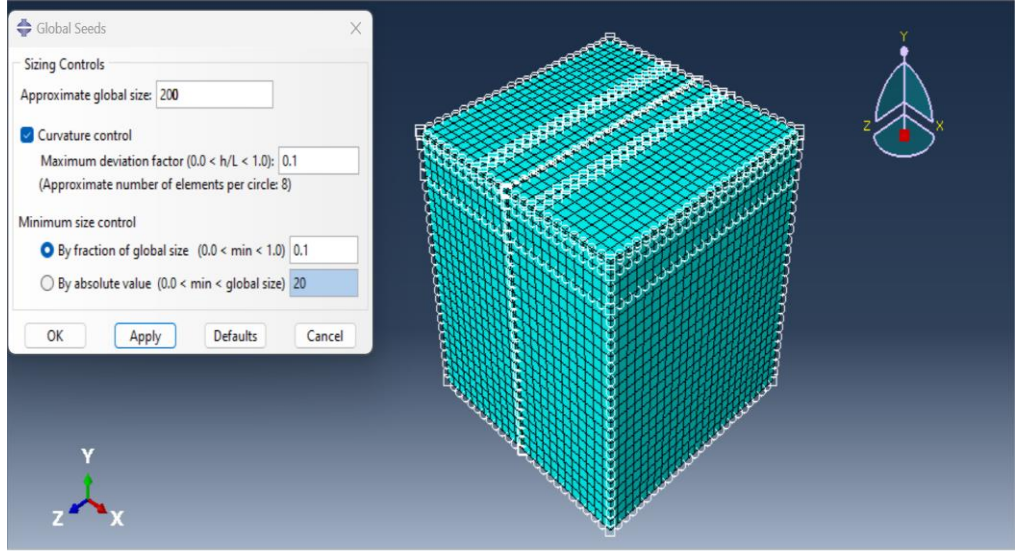 Global Seeds
Sizing Controls
Approximate global size: 200
Curvature control
Maximum deviation factor (0.0 < h/L < 1.0): 0.1
(Approximate number of elements per circle: 8)
Minimum size control
By fraction of global size (0.0 < min < 1.0) 0.1
By absolute value (0.0 < min < global size) 20
OK Apply Defaults Cancel
Y
Z X
Y
Z X